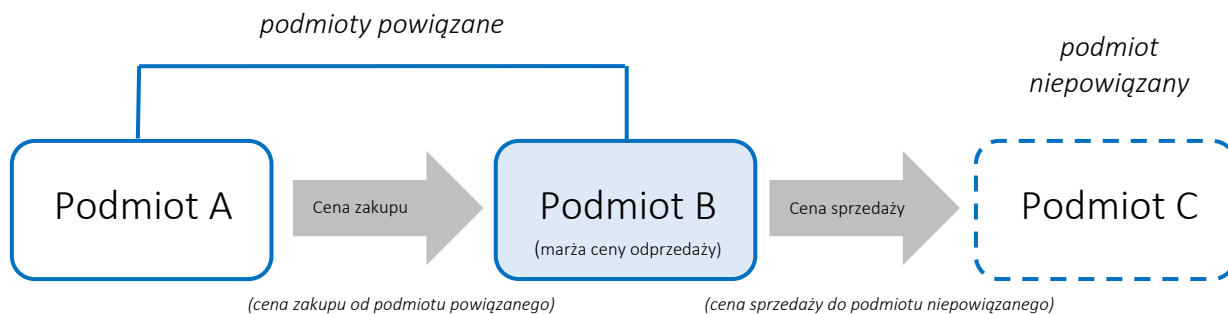 podmioty powiązane
podmiot
niepowiązany
Podmiot A
Cena zakupu
Podmiot B
(marża ceny odprzedaży)
Cena sprzedaży
Podmiot C
(cena zakupu od podmiotu powiązanego)
(cena sprzedaży do podmiotu niepowiązanego)